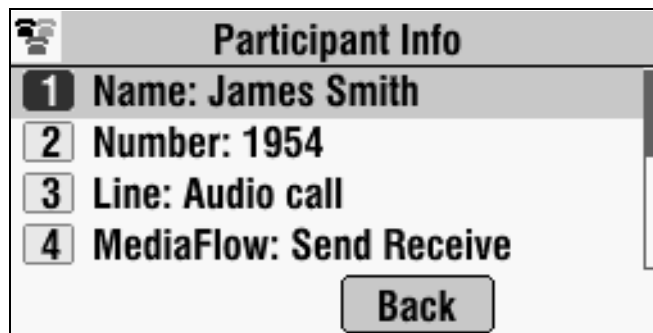 Participant Info
1 Name: James Smith
2 Number: 1954
3 Line: Audio call
4 MediaFlow: Send Receive
Back